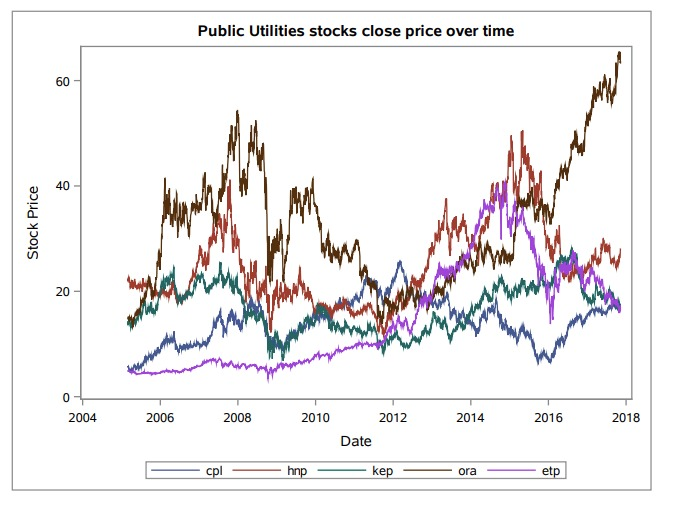 Public Utilities stocks close price over time
Stock Price
60
40
20
0
2004 2006 2008 2010 2012 2014 2016 2018
Date
cpl hnp kep ora etp